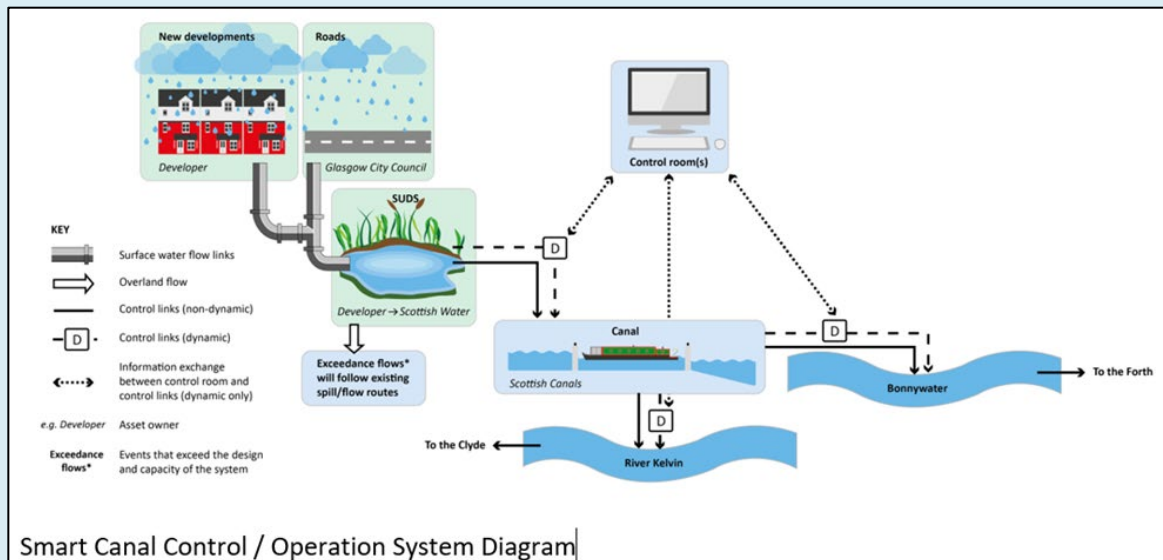 New developments
Roads
Developer
Glasgow City Council
Control room(s)
SUDS
D
Developer → Scottish Water
KEY
Surface water flow links
Overland flow
Control links (non-dynamic)
D
Control links (dynamic)
Information exchange
between control room and
control links (dynamic only)
e.g. Developer
Asset owner
Exceedance
flows*
Events that exceed the design
and capacity of the system
Exceedance flows*
will follow existing
spill/flow routes
Canal
Scottish Canals
D
D
Bonnywater
To the Forth
To the Clyde
River Kelvin
Smart Canal Control / Operation System Diagram